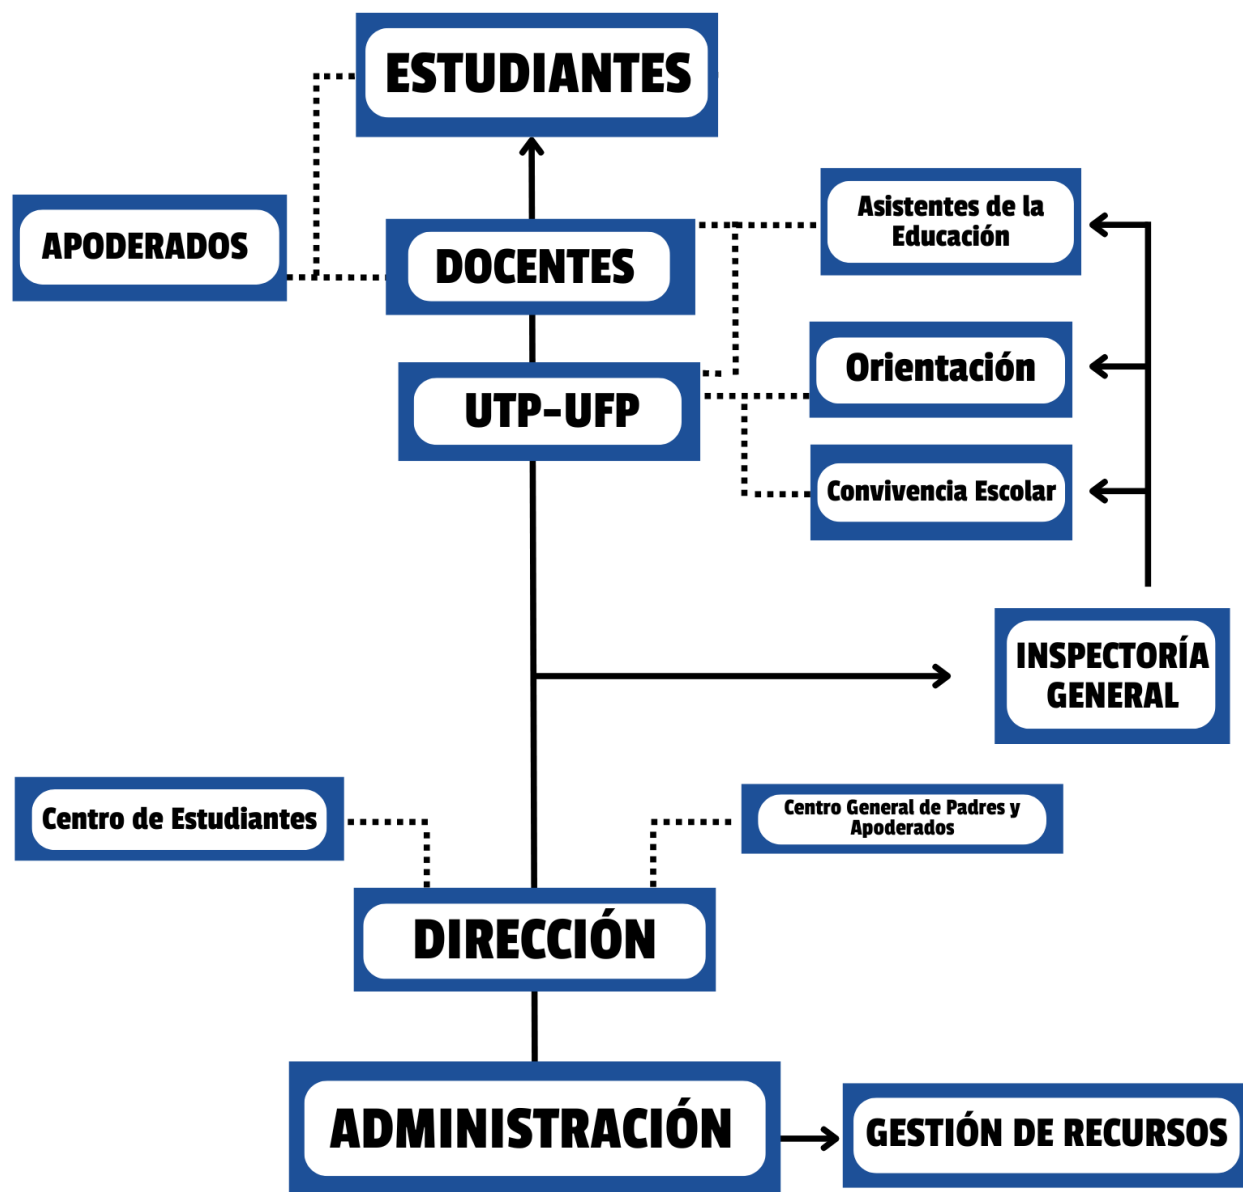 ESTUDIANTES
APODERADOS
DOCENTES
Asistentes de la
Educación
UTP-UFP
Orientación
Convivencia Escolar
INSPECTORÍA
GENERAL
Centro de Estudiantes
Centro General de Padres y
Apoderados
DIRECCIÓN
ADMINISTRACIÓN
GESTIÓN DE RECURSOS